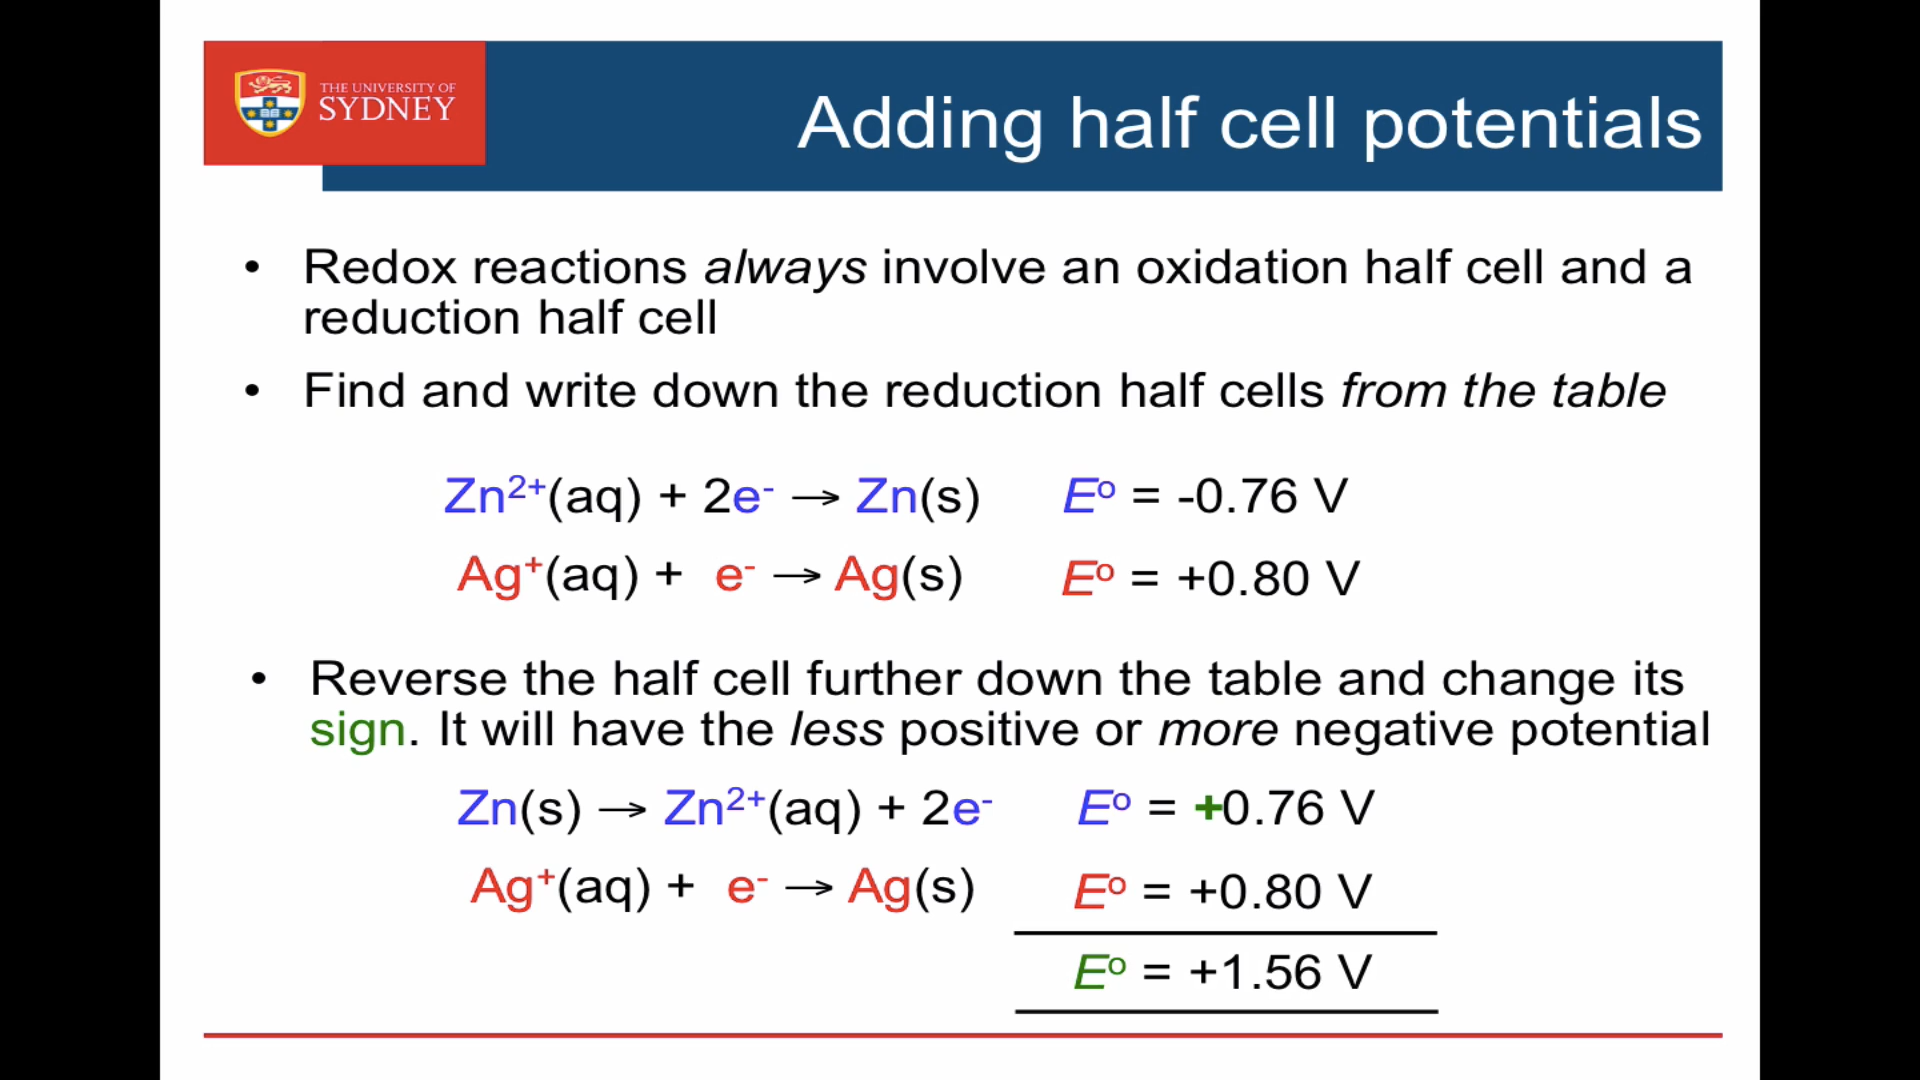 THE UNIVERSITY OF
SYDNEY
Adding half cell potentials
• Redox reactions always involve an oxidation half cell and a
reduction half cell
• Find and write down the reduction half cells from the table
Zn²⁺(aq) + 2e⁻ → Zn(s) Eº = -0.76 V
Ag⁺(aq) + e⁻ → Ag(s) Eº = +0.80 V
• Reverse the half cell further down the table and change its
sign. It will have the less positive or more negative potential
Zn(s) → Zn²⁺(aq) + 2e⁻ Eº = +0.76 V
Ag⁺(aq) + e⁻ → Ag(s) Eº = +0.80 V
Eº = +1.56 V